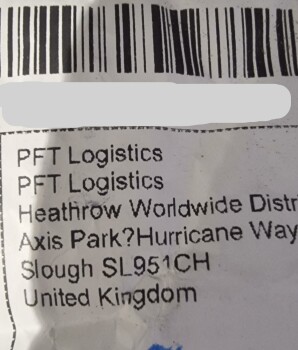 PFT Logistics
PFT Logistics
Heathrow Worldwide Distr
Axis Park?Hurricane Way
Slough SL951CH
United Kingdom